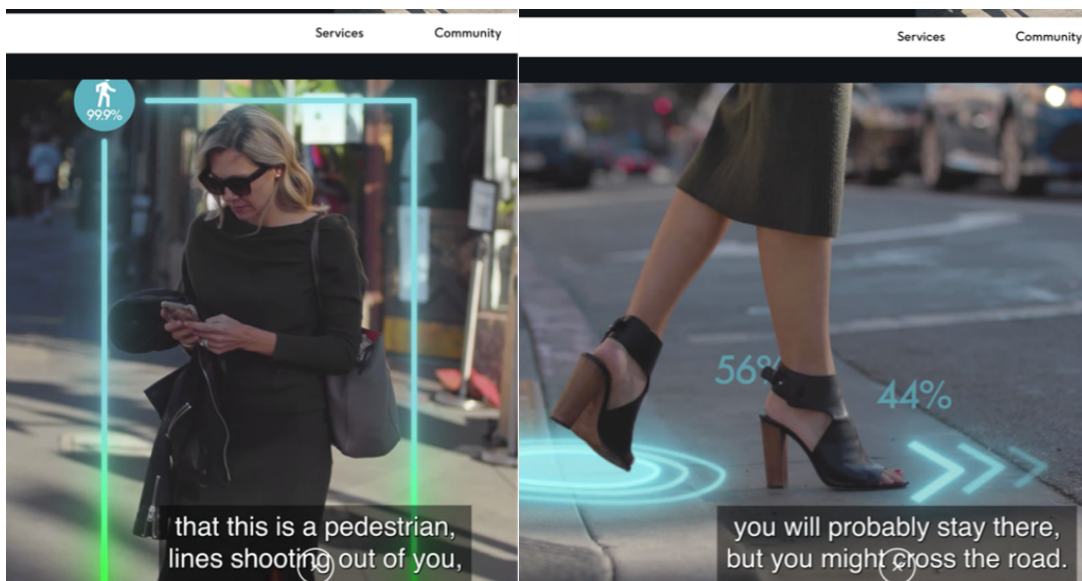 Services Community
99.9%
that this is a pedestrian,
lines shooting out of you,
Services Community
56%
44%
you will probably stay there,
but you might cross the road.